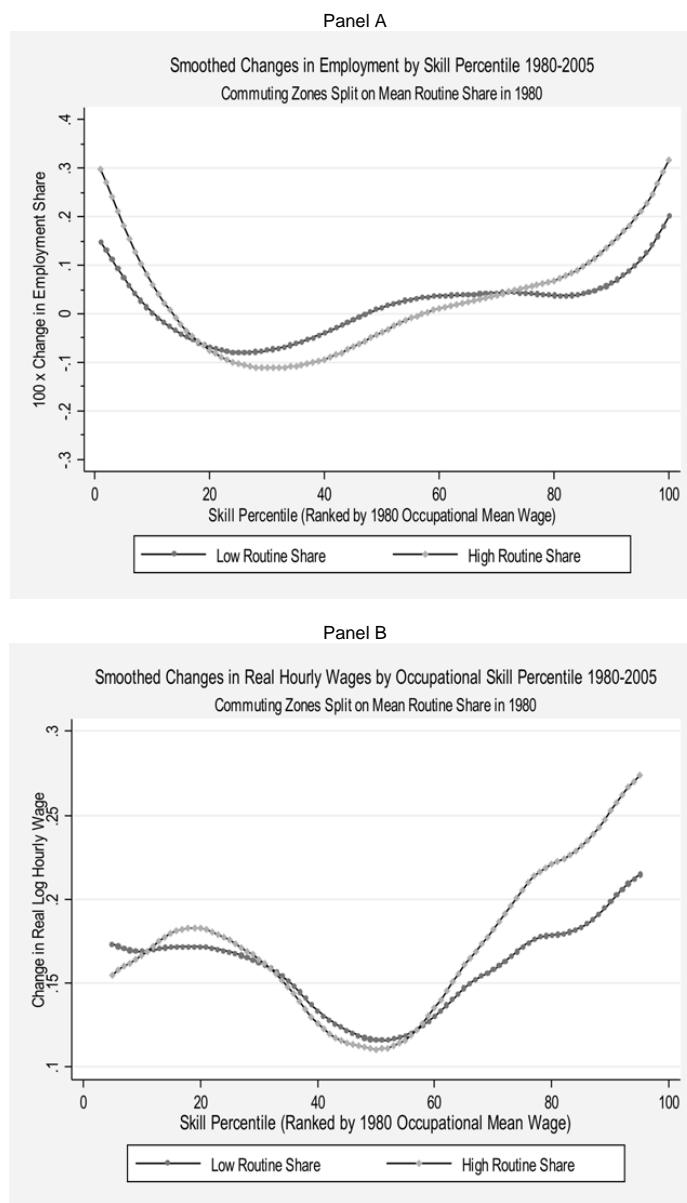 Panel A
Smoothed Changes in Employment by Skill Percentile 1980-2005
Commuting Zones Split on Mean Routine Share in 1980
100 x Change in Employment Share
.4
.3
.2
.1
0
-.1
-.2
-.3
0 20 40 60 80 100
Skill Percentile (Ranked by 1980 Occupational Mean Wage)
Low Routine Share High Routine Share
Panel B
Smoothed Changes in Real Hourly Wages by Occupational Skill Percentile 1980-2005
Commuting Zones Split on Mean Routine Share in 1980
Change in Real Log Hourly Wage
.3
.25
.2
.15
.1
0 20 40 60 80 100
Skill Percentile (Ranked by 1980 Occupational Mean Wage)
Low Routine Share High Routine Share